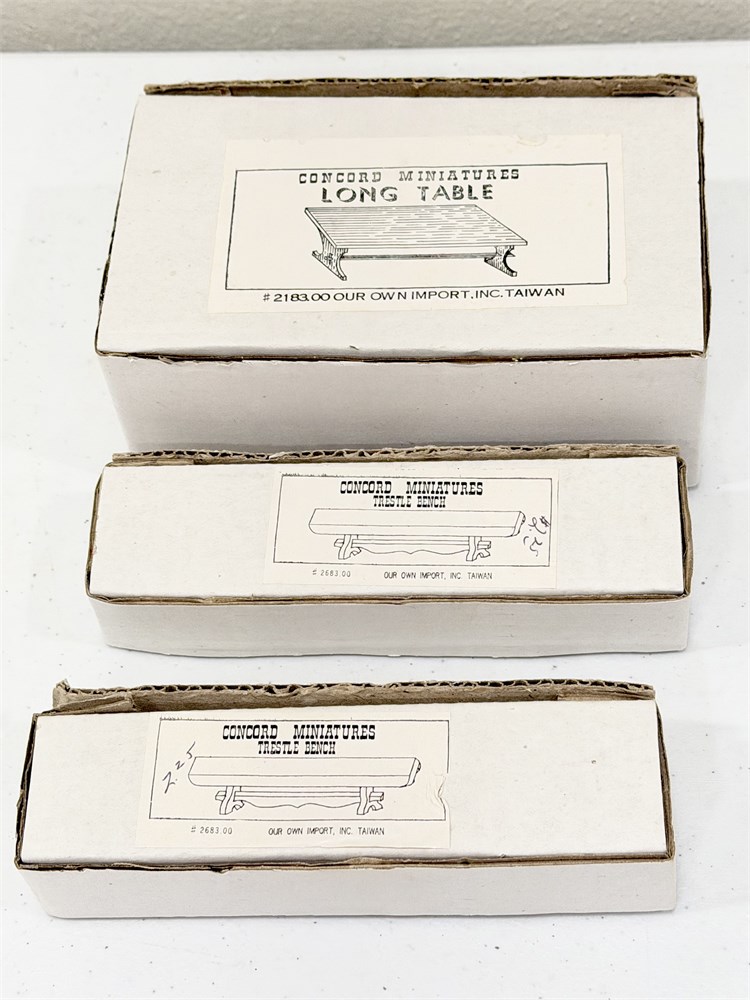 CONCORD MINIATURES
LONG TABLE
# 2183.00 OUR OWN IMPORT, INC. TAIWAN
CONCORD MINIATURES
TRESTLE BENCH
#2.25
# 2683.00 OUR OWN IMPORT, INC TAIWAN
CONCORD MINIATURES
TRESTLE BENCH
2.25
# 2683.00 OUR OWN IMPORT, INC. TAIWAN